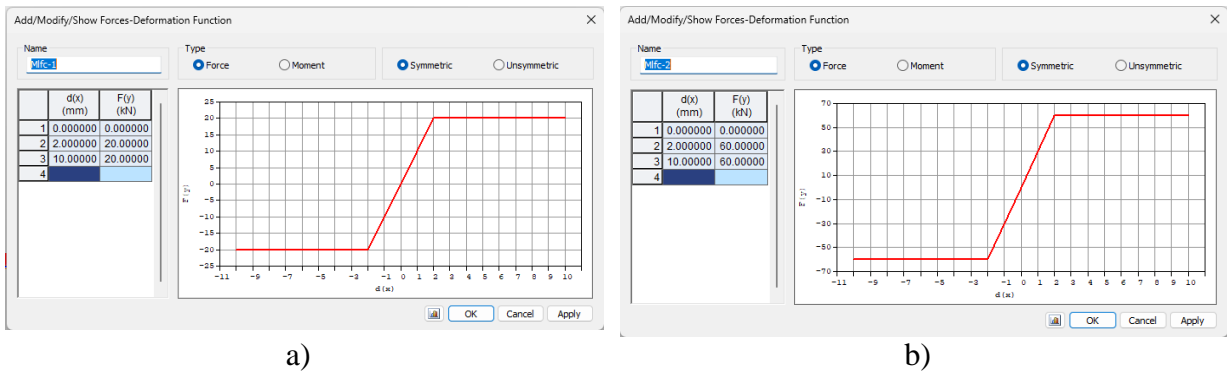 Add/Modify/Show Forces-Deformation Function
Name
Mlfc-1
Type
Force Moment
Symmetric Unsymmetric
d(x) F(y)
(mm) (kN)
1 0.000000 0.000000
2 2.000000 20.00000
3 10.00000 20.00000
4
F(y)
25
20
15
10
5
0
-5
-10
-15
-20
-25
-11 -9 -7 -5 -3 -1 0 1 2 3 4 5 6 7 8 9 10
d(x)
OK Cancel Apply
a)
Add/Modify/Show Forces-Deformation Function
Name
Mlfc-2
Type
Force Moment
Symmetric Unsymmetric
d(x) F(y)
(mm) (kN)
1 0.000000 0.000000
2 2.000000 60.00000
3 10.00000 60.00000
4
F(y)
70
50
30
10
-10
-30
-50
-70
-11 -9 -7 -5 -3 -1 0 1 2 3 4 5 6 7 8 9 10
d(x)
OK Cancel Apply
b)